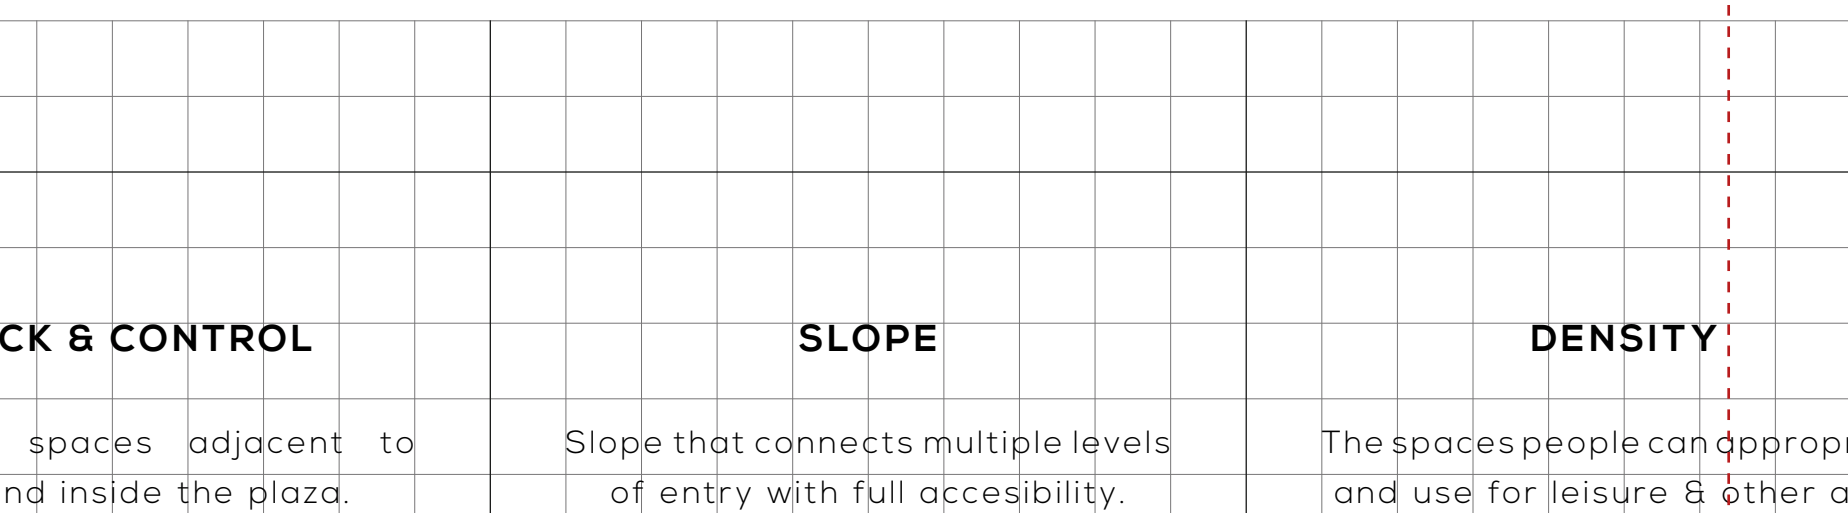 CK & CONTROL
spaces adjacent to
nd inside the plaza.
SLOPE
Slope that connects multiple levels
of entry with full accesibility.
DENSITY
The spaces people can appropr
and use for leisure & other a